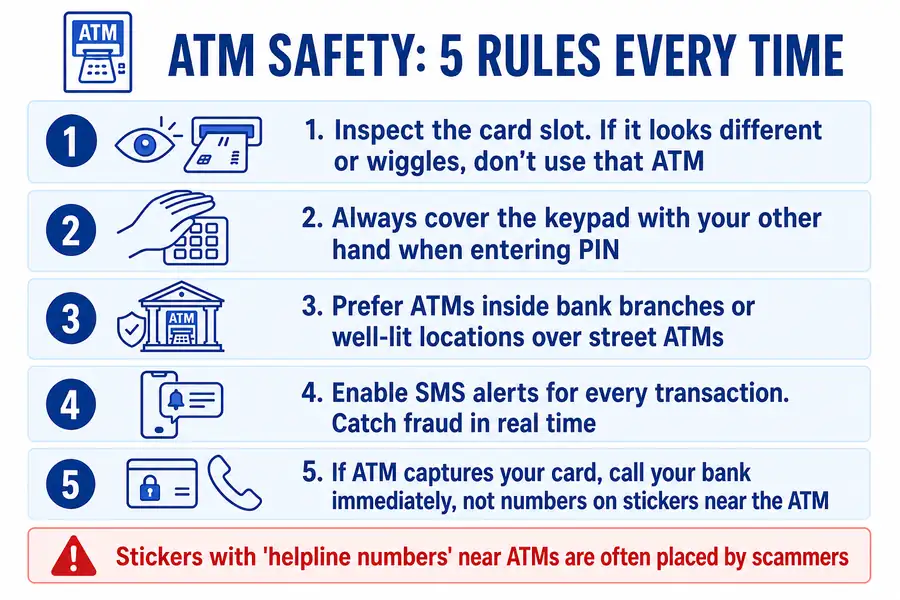 ATM
ATM SAFETY: 5 RULES EVERY TIME
1
1. Inspect the card slot. If it looks different
or wiggles, don’t use that ATM
2
2. Always cover the keypad with your other
hand when entering PIN
3
ATM
3. Prefer ATMs inside bank branches or
well-lit locations over street ATMs
4
4. Enable SMS alerts for every transaction.
Catch fraud in real time
5
5. If ATM captures your card, call your bank
immediately, not numbers on stickers near the ATM
Stickers with 'helpline numbers' near ATMs are often placed by scammers